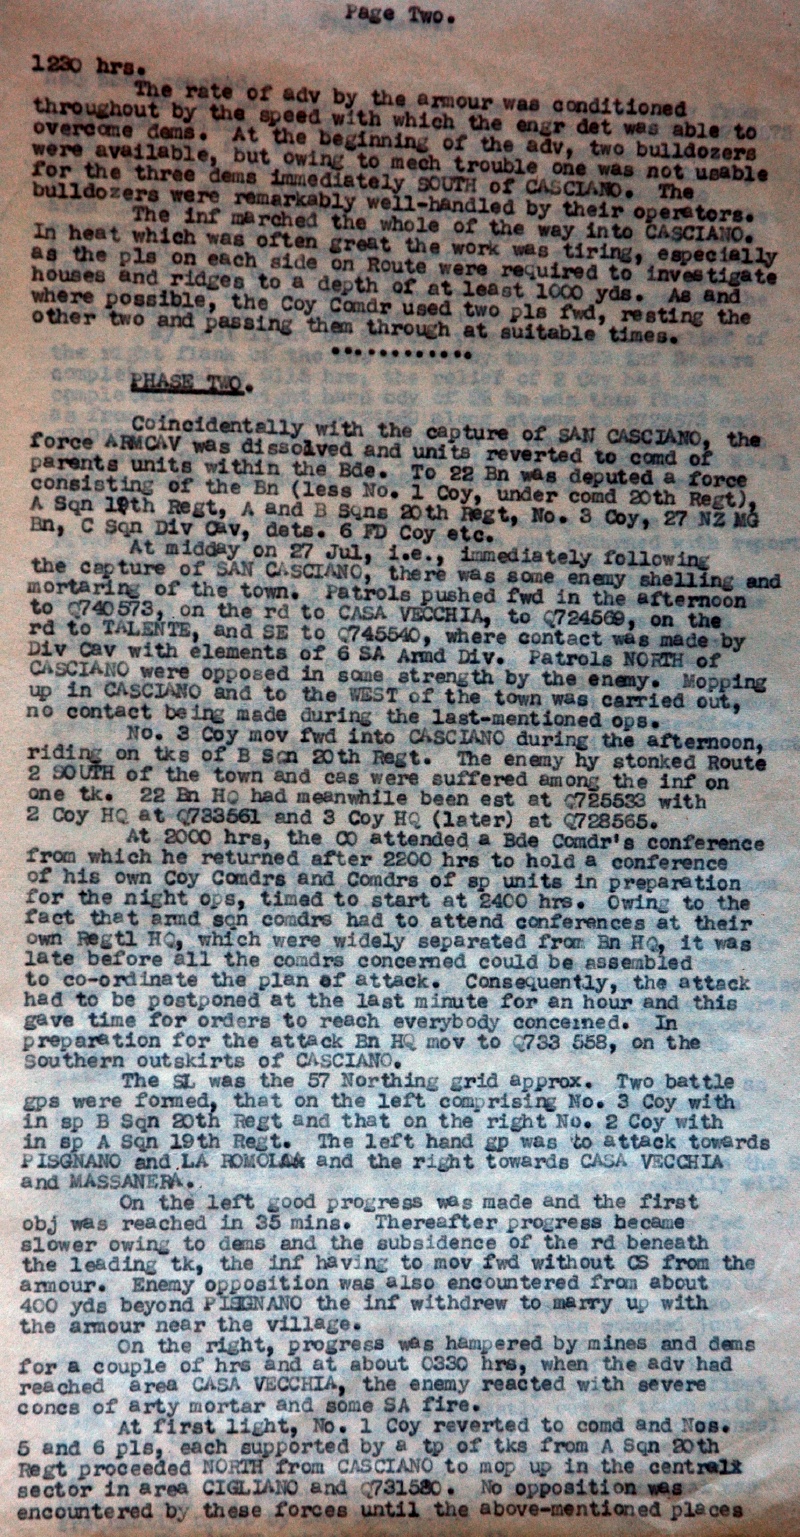 Page Two.
1230 hrs.
The rate of adv by the armour was conditioned
throughout by the speed with which the engr det was able to
overcome dems. At the beginning of the adv, two bulldozers
were available, but owing to mech trouble one was not usable
for the three dems immediately SOUTH of CASCIANO. The
bulldozers were remarkably well-handled by their operators.
The inf marched the whole of the way into CASCIANO.
In heat which was often great the work was tiring, especially
as the pls on each side on Route were required to investigate
houses and ridges to a depth of at least 1000 yds. As and
where possible, the Coy Comdr used two pls fwd, resting the
other two and passing them through at suitable times.
............
PHASE TWO.
Coincidentally with the capture of SAN CASCIANO, the
force ARMCAV was dissolved and units reverted to comd of
parents units within the Bde. To 22 Bn was deputed a force
consisting of the Bn (less No. 1 Coy, under comd 20th Regt),
A Sqn 19th Regt, A and B Sqns 20th Regt, No. 3 Coy, 27 NZ MG
Bn, C Sqn Div Cav, dets. 6 FD Coy etc.
At midday on 27 Jul, i.e., immediately following
the capture of SAN CASCIANO, there was some enemy shelling and
mortaring of the town. Patrols pushed fwd in the afternoon
to Q740573, on the rd to CASA VECCHIA, to Q724569, on the
rd to TALENTE, and SE to Q745540, where contact was made by
Div Cav with elements of 6 SA Armd Div. Patrols NORTH of
CASCIANO were opposed in some strength by the enemy. Mopping
up in CASCIANO and to the WEST of the town was carried out,
no contact being made during the last-mentioned ops.
No. 3 Coy mov fwd into CASCIANO during the afternoon,
riding on tks of B Sqn 20th Regt. The enemy hy stonked Route
2 SOUTH of the town and cas were suffered among the inf on
one tk. 22 Bn HQ had meanwhile been est at Q725533 with
2 Coy HQ at Q733561 and 3 Coy HQ (later) at Q728565.
At 2000 hrs, the CO attended a Bde Comdr's conference
from which he returned after 2200 hrs to hold a conference
of his own Coy Comdrs and Comdrs of sp units in preparation
for the night ops, timed to start at 2400 hrs. Owing to the
fact that armd sqn comdrs had to attend conferences at their
own Regtl HQ, which were widely separated from Bn HQ, it was
late before all the comdrs concerned could be assembled
to co-ordinate the plan of attack. Consequently, the attack
had to be postponed at the last minute for an hour and this
gave time for orders to reach everybody concerned. In
preparation for the attack Bn HQ mov to Q733 558, on the
Southern outskirts of CASCIANO.
The SL was the 57 Northing grid approx. Two battle
gps were formed, that on the left comprising No. 3 Coy with
in sp B Sqn 20th Regt and that on the right No. 2 Coy with
in sp A Sqn 19th Regt. The left hand gp was to attack towards
PISGNANO and LA ROMOLA and the right towards CASA VECCHIA
and MASSANERA.
On the left good progress was made and the first
obj was reached in 35 mins. Thereafter progress became
slower owing to dems and the subsidence of the rd beneath
the leading tk, the inf having to mov fwd without CS from the
armour. Enemy opposition was also encountered from about
400 yds beyond PISGNANO the inf withdrew to marry up with
the armour near the village.
On the right, progress was hampered by mines and dems
for a couple of hrs and at about 0330 hrs, when the adv had
reached area CASA VECCHIA, the enemy reacted with severe
concs of arty mortar and some SA fire.
At first light, No. 1 Coy reverted to comd and Nos.
5 and 6 pls, each supported by a tp of tks from A Sqn 20th
Regt proceeded NORTH from CASCIANO to mop up in the central
sector in area CIGLIANO and Q731580. No opposition was
encountered by these forces until the above-mentioned places